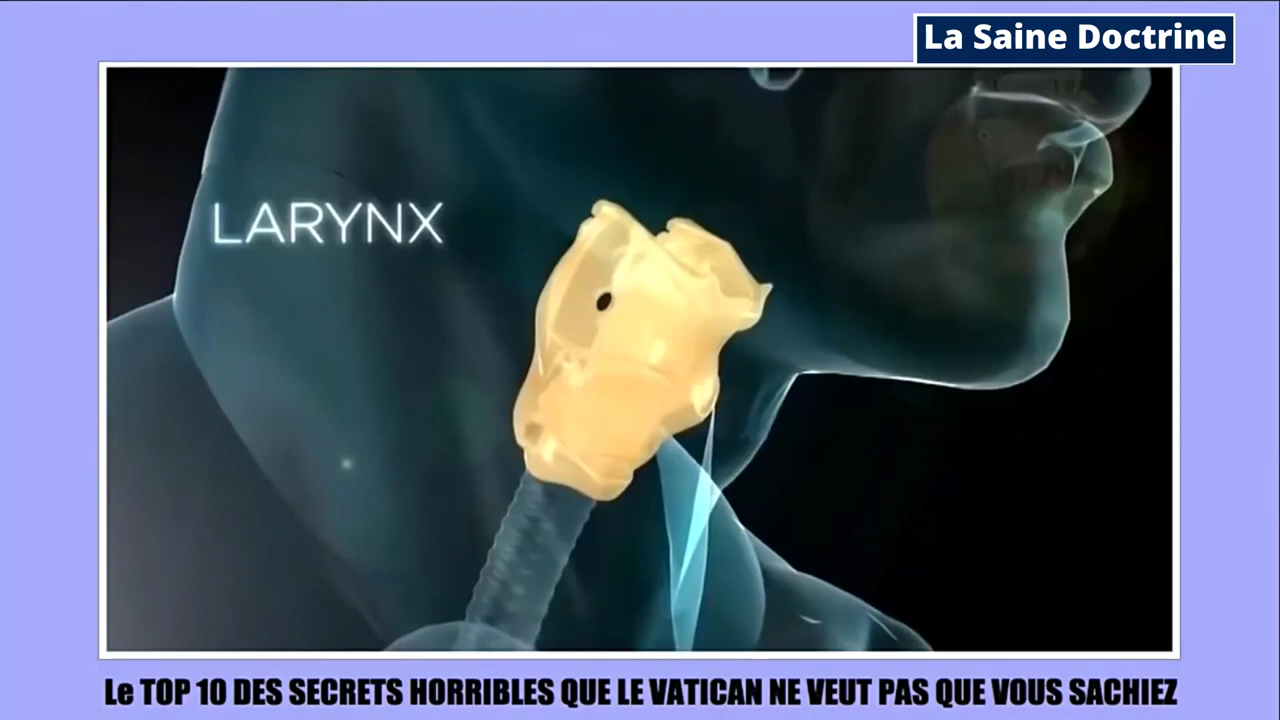 La Saine Doctrine
LARYNX
Le TOP 10 DES SECRETS HORRIBLES QUE LE VATICAN NE VEUT PAS QUE VOUS SACHIEZ